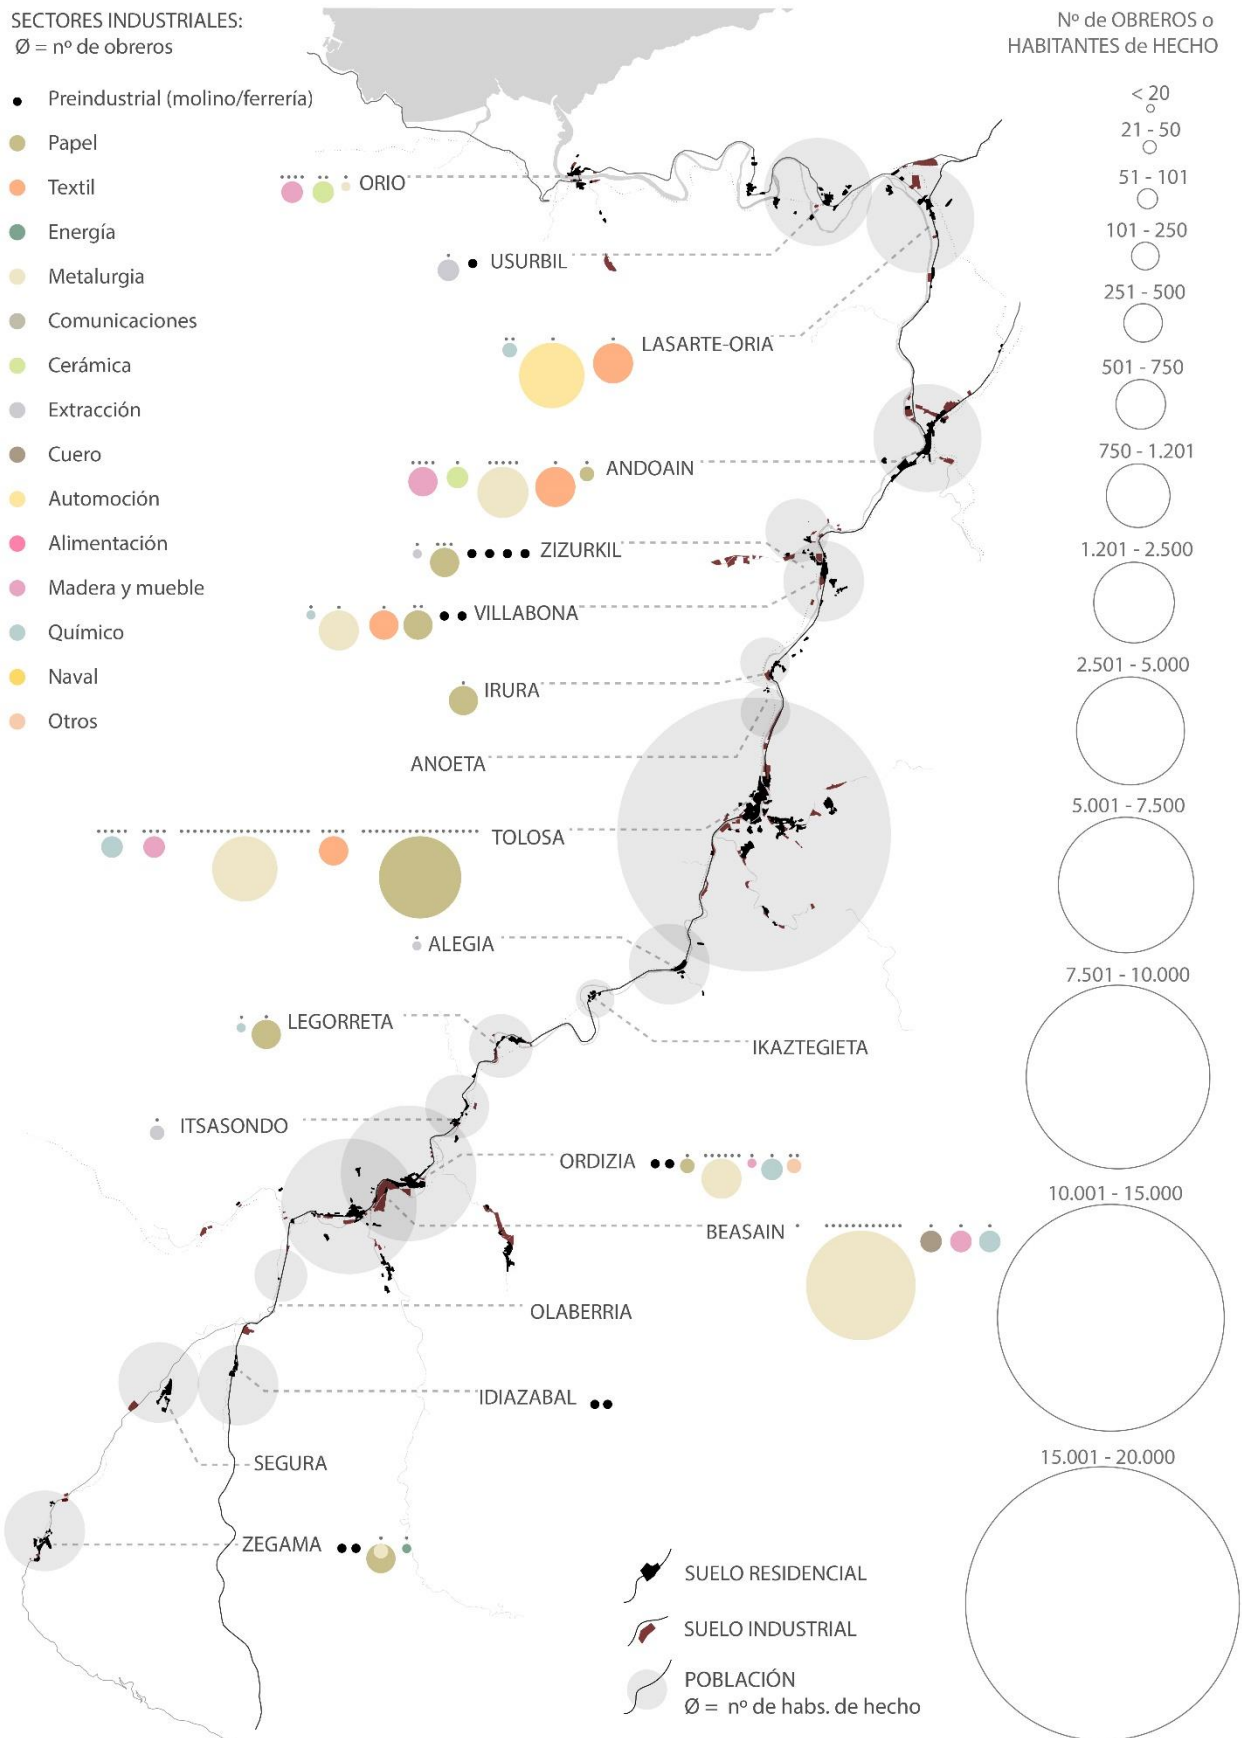 SECTORES INDUSTRIALES:
Ø = nº de obreros
Preindustrial (molino/ferrería)
Papel
Textil
Energía
Metalurgia
Comunicaciones
Cerámica
Extracción
Cuero
Automoción
Alimentación
Madera y mueble
Químico
Naval
Otros
Nº de OBREROS o
HABITANTES de HECHO
< 20
21 - 50
51 - 101
101 - 250
251 - 500
501 - 750
750 - 1.201
1.201 - 2.500
2.501 - 5.000
5.001 - 7.500
7.501 - 10.000
10.001 - 15.000
15.001 - 20.000
ORIO
USURBIL
LASARTE-ORIA
ANDOAIN
ZIZURKIL
VILLABONA
IRURA
ANOETA
TOLOSA
ALEGIA
LEGORRETA
IKAZTEGIETA
ITSASONDO
ORDIZIA
BEASAIN
OLABERRIA
IDIAZABAL
SEGURA
ZEGAMA
SUELO RESIDENCIAL
SUELO INDUSTRIAL
POBLACIÓN
Ø = nº de habs. de hecho